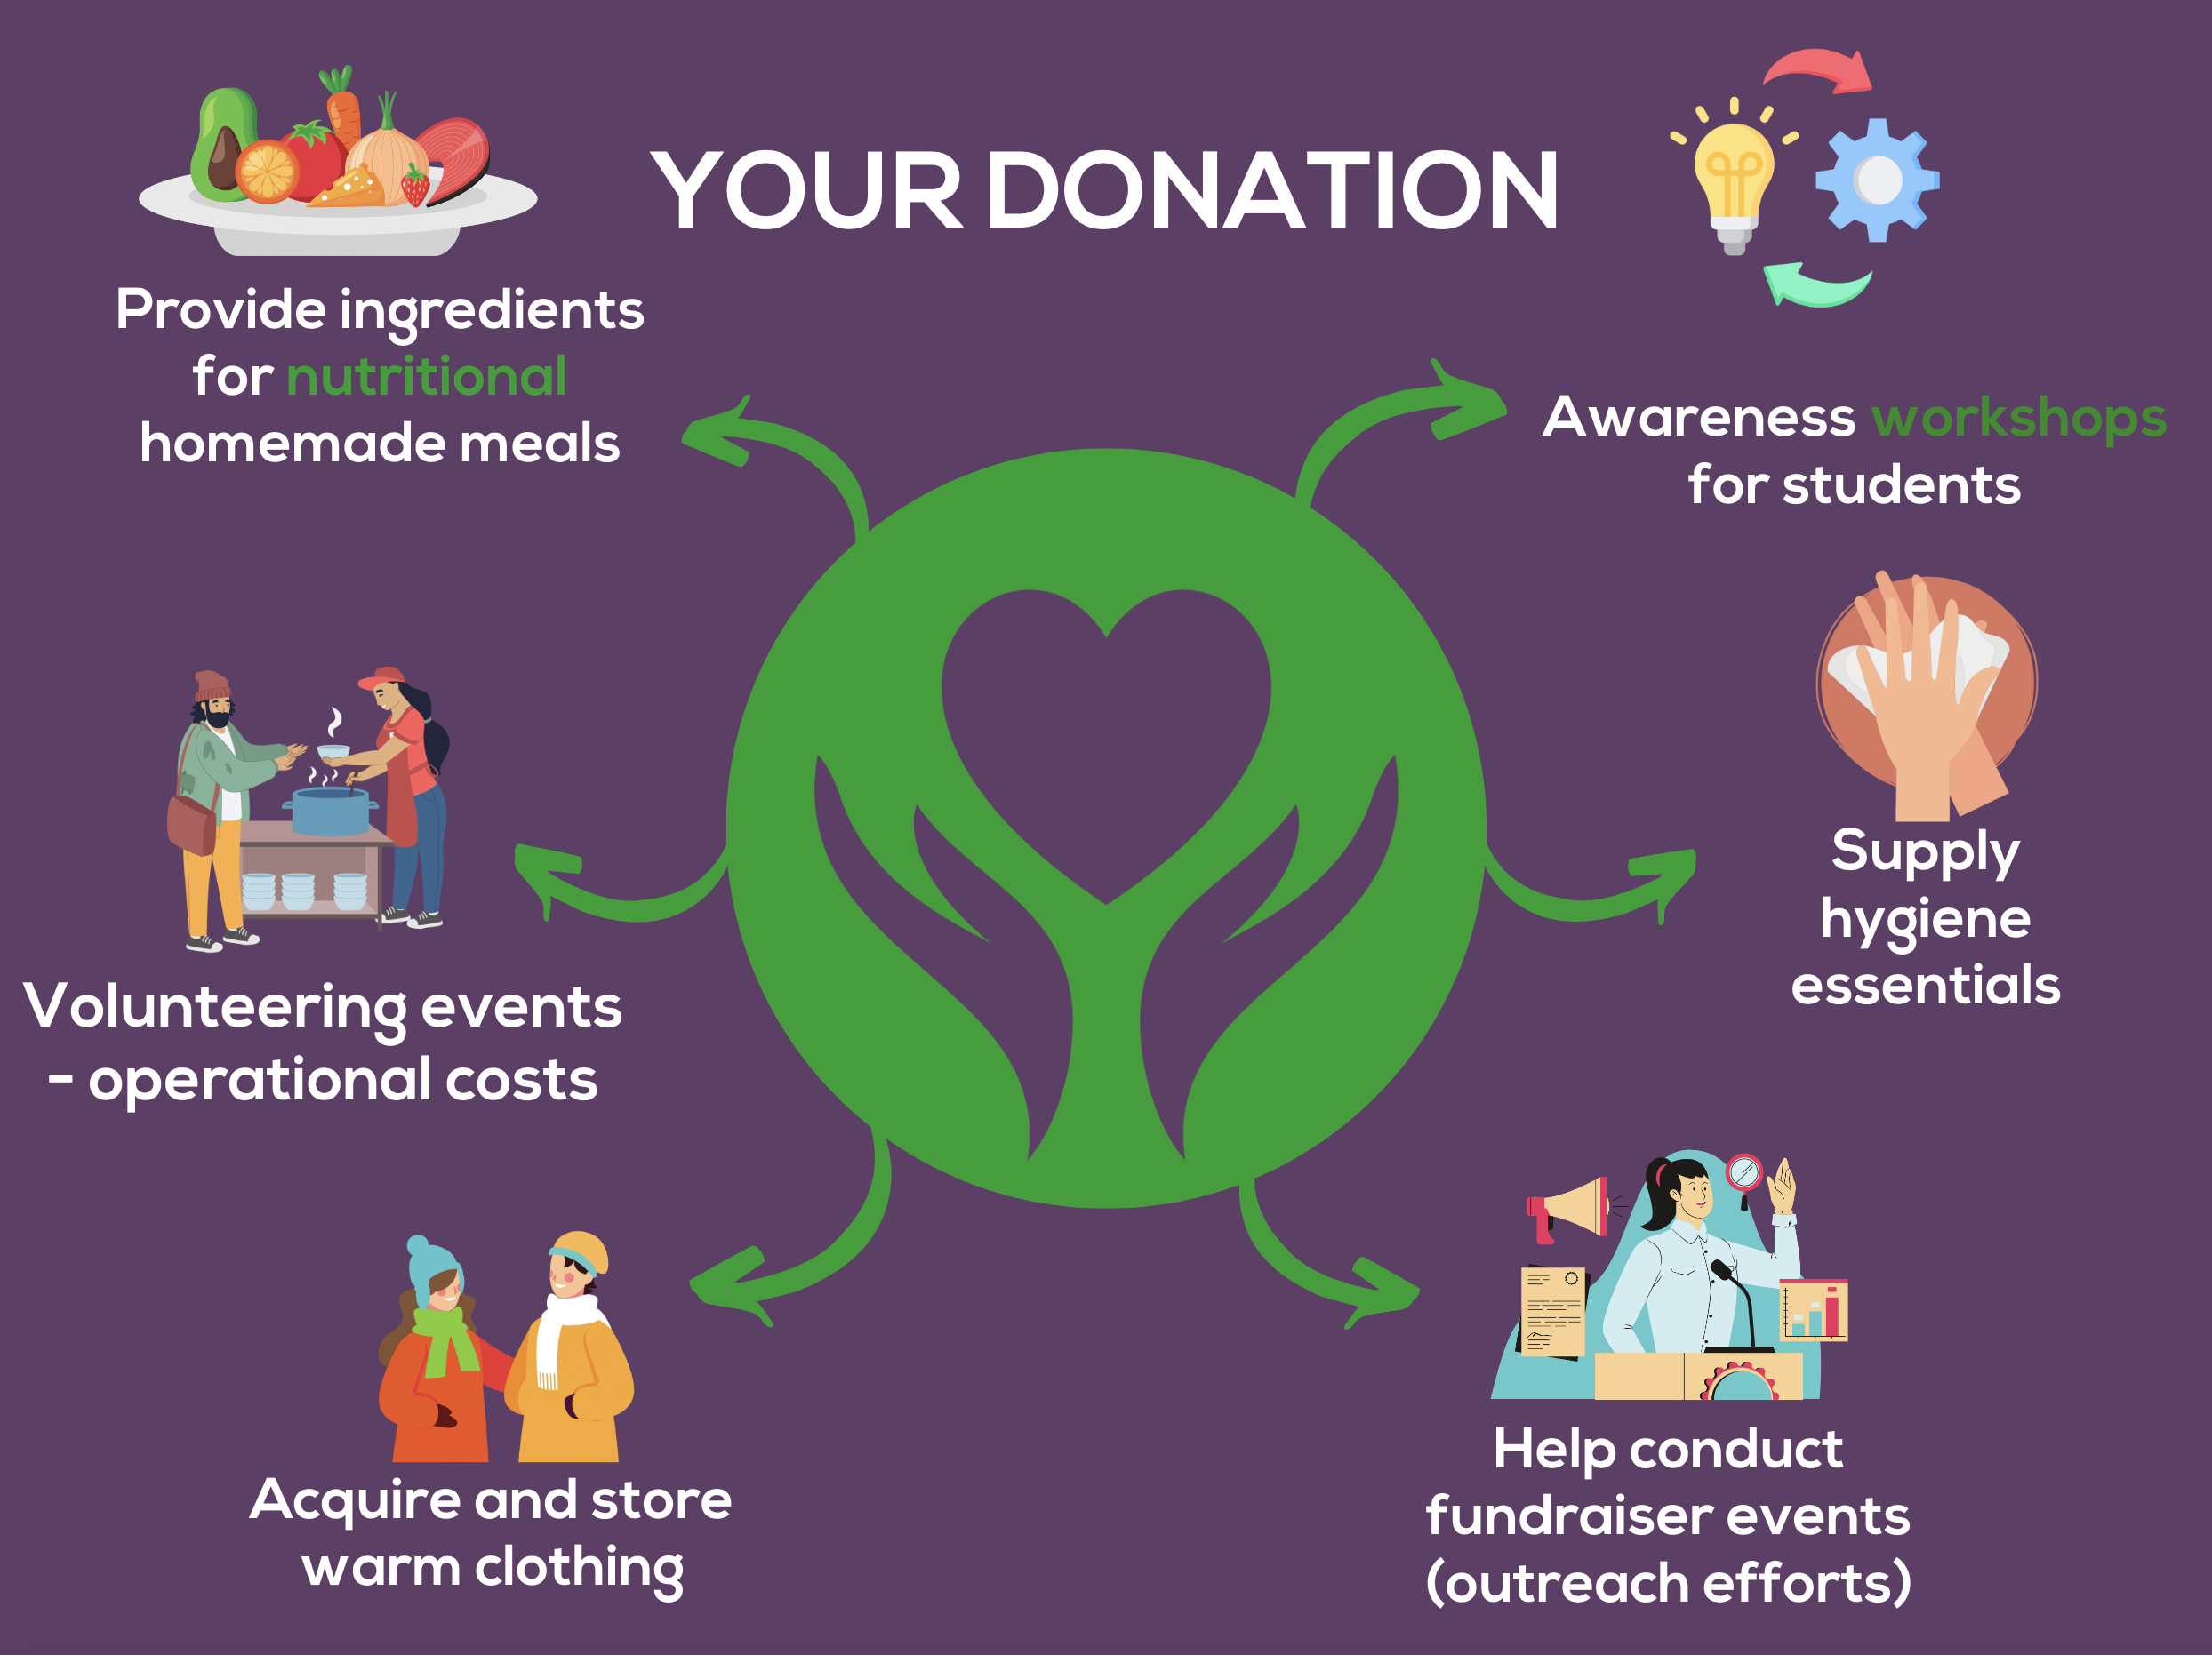 YOUR DONATION
Provide ingredients
for nutritional
homemade meals
Awareness workshops
for students
Volunteering events
- operational costs
Supply
hygiene
essentials
Acquire and store
warm clothing
Help conduct
fundraiser events
(outreach efforts)